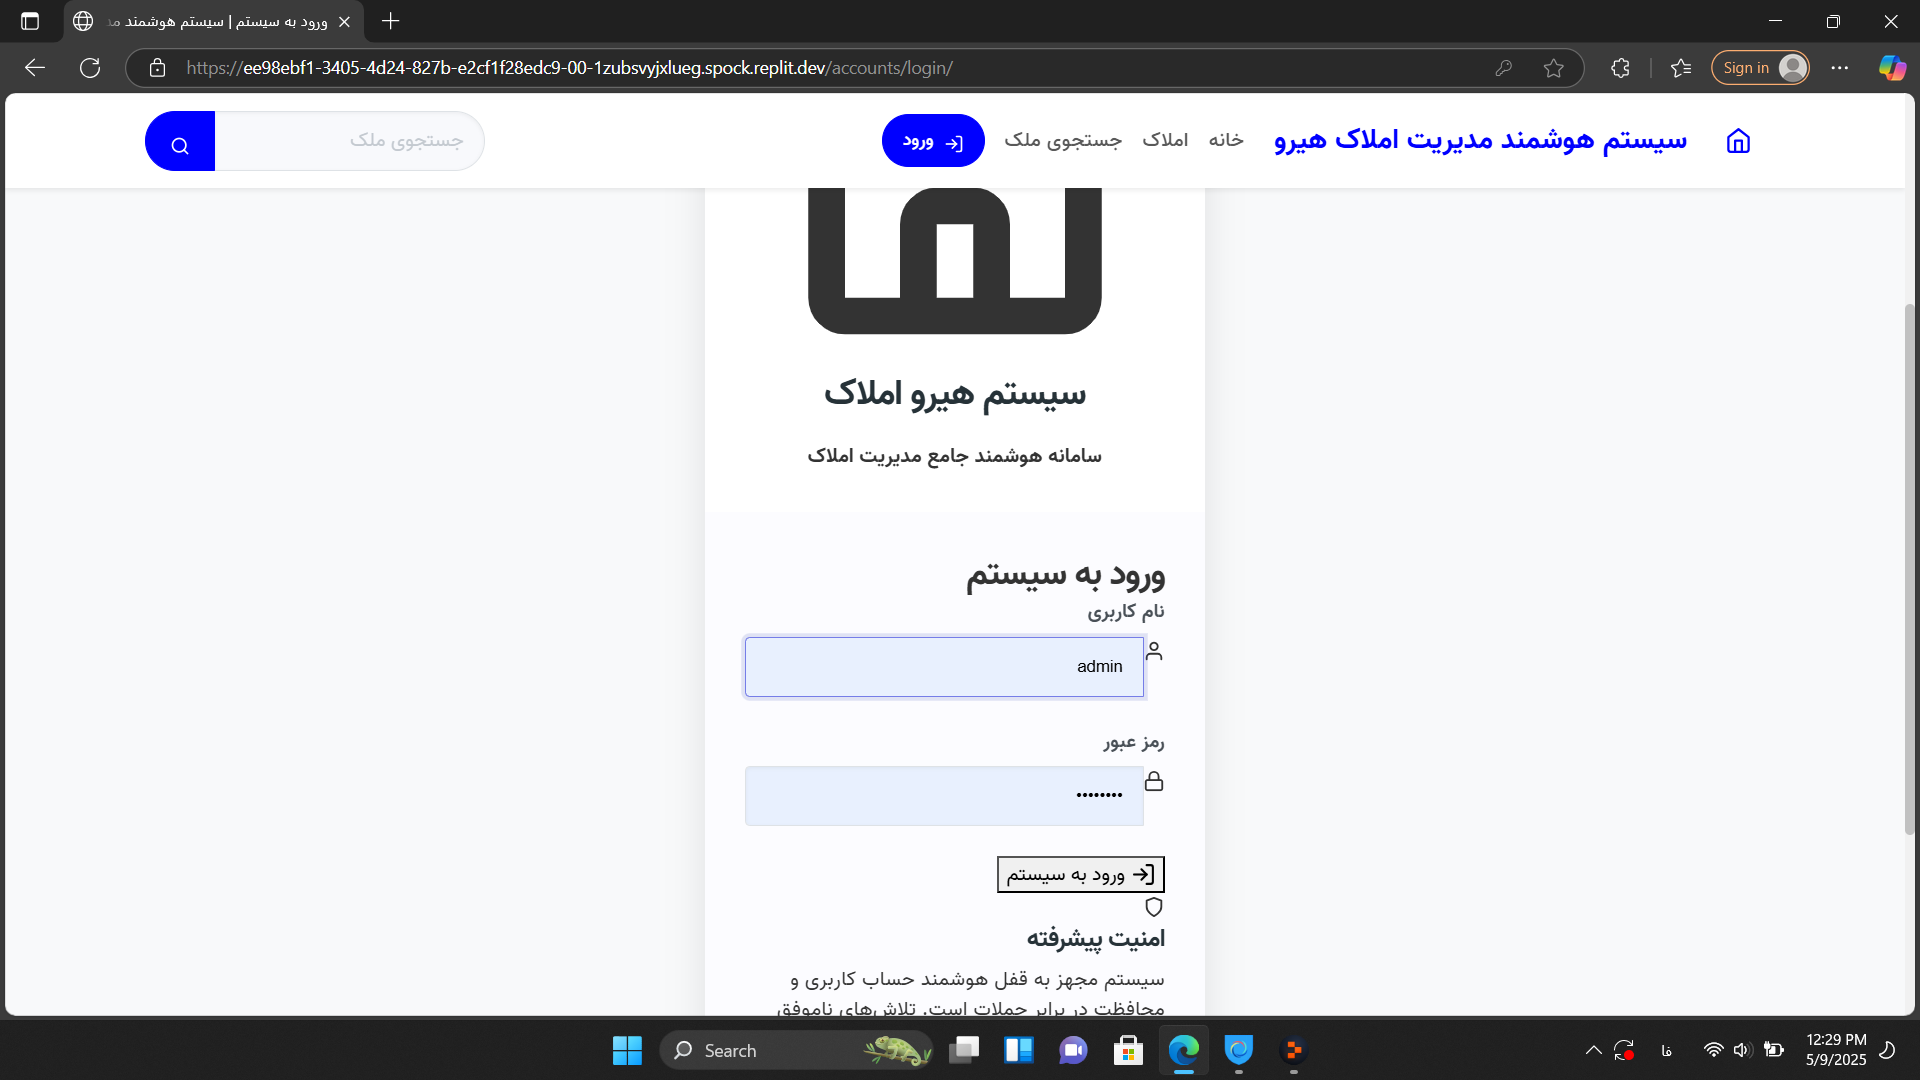 ورود به سیستم | سیستم هوشمند مد
https://ee98ebf1-3405-4d24-827b-e2cf1f28edc9-00-1zubsvyjxlueg.spock.replit.dev/accounts/login/
Sign in
سیستم هوشمند مدیریت املاک هیرو
خانه
املاک
جستجوی ملک
ورود
جستجوی ملک
سیستم هیرو املاک
سامانه هوشمند جامع مدیریت املاک
ورود به سیستم
نام کاربری
admin
رمز عبور
••••••••
ورود به سیستم
امنیت پیشرفته
سیستم مجهز به قفل هوشمند حساب کاربری و
محافظت در برابر حملات است. تلاش‌های ناموفق
Search
فا
12:29 PM
5/9/2025